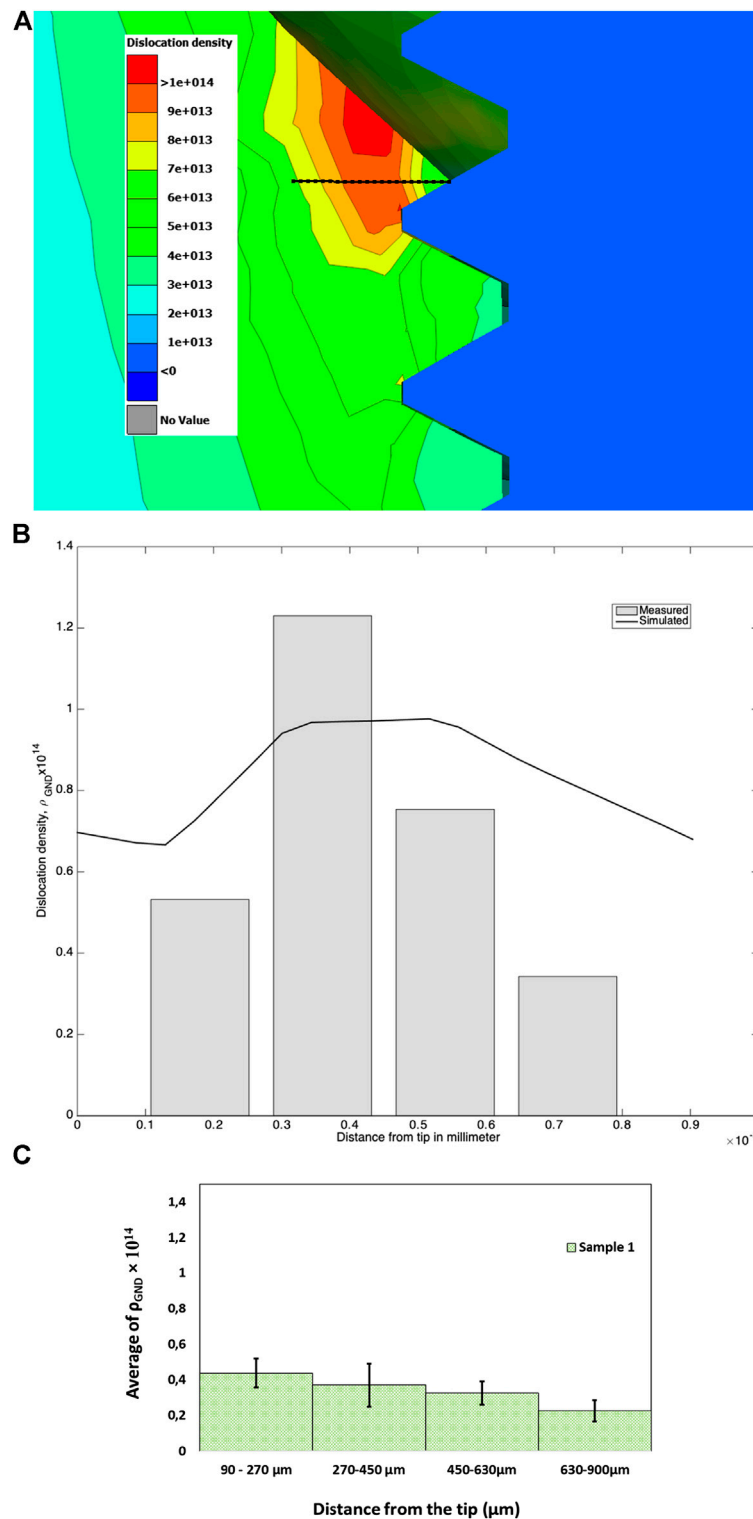 A
Dislocation density
>1e+014
9e+013
8e+013
7e+013
6e+013
5e+013
4e+013
3e+013
2e+013
1e+013
<0
No Value
B
1.4
1.2
1
0.8
0.6
0.4
0.2
0
Dislocation density, ρ GND×10^14
Measured
Simulated
0 0.1 0.2 0.3 0.4 0.5 0.6 0.7 0.8 0.9
Distance from tip in millimeter
×10⁻
C
1,4
1,2
1
0,8
0,6
0,4
0,2
0
Average of ρGND × 10^14
Sample 1
90 - 270 μm 270-450 μm 450-630μm 630-900μm
Distance from the tip (μm)